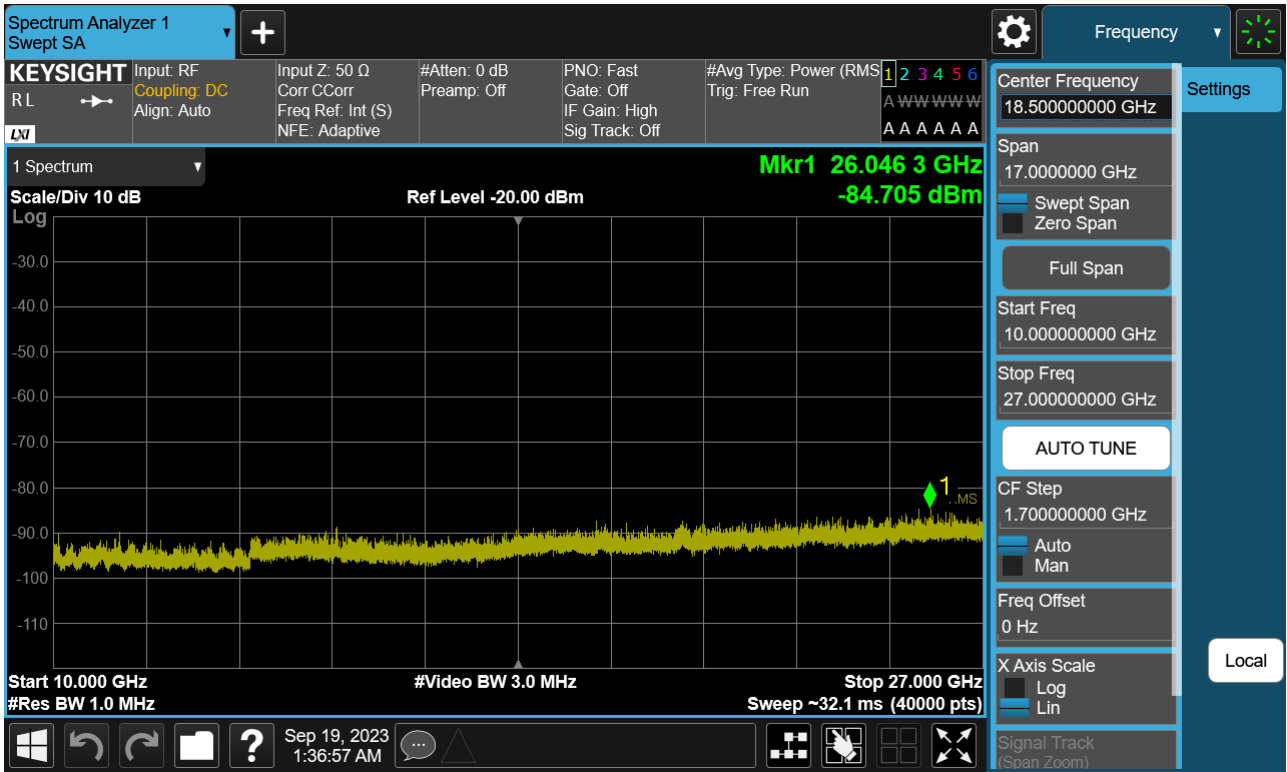 Spectrum Analyzer 1
Swept SA
Frequency
KEYSIGHT
R L
LXI
Input: RF
Coupling: DC
Align: Auto
Input Z: 50 Ω
Corr CCorr
Freq Ref: Int (S)
NFE: Adaptive
#Atten: 0 dB
Preamp: Off
PNO: Fast
Gate: Off
IF Gain: High
Sig Track: Off
#Avg Type: Power (RMS
Trig: Free Run
1 2 3 4 5 6
A W W W W W
A A A A A A
1 Spectrum
Mkr1 26.046 3 GHz
-84.705 dBm
Scale/Div 10 dB
Ref Level -20.00 dBm
Log
-30.0
-40.0
-50.0
-60.0
-70.0
-80.0
-90.0
-100
-110
1
Start 10.000 GHz
#Video BW 3.0 MHz
Stop 27.000 GHz
#Res BW 1.0 MHz
Sweep ~32.1 ms (40000 pts)
?
Sep 19, 2023
1:36:57 AM
Center Frequency
18.500000000 GHz
Settings
Span
17.0000000 GHz
Swept Span
Zero Span
Full Span
Start Freq
10.000000000 GHz
Stop Freq
27.000000000 GHz
AUTO TUNE
CF Step
1.700000000 GHz
Auto
Man
Freq Offset
0 Hz
X Axis Scale
Log
Lin
Local
Signal Track
(Span Zoom)